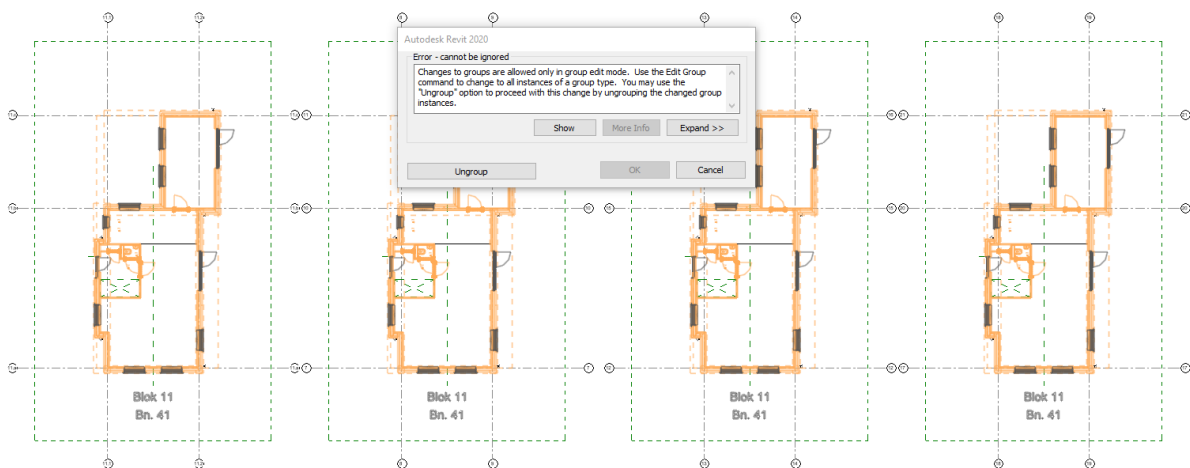 Autodesk Revit 2020
Error - cannot be ignored
Changes to groups are allowed only in group edit mode.  Use the Edit Group
command to change to all instances of a group type.  You may use the
"Ungroup" option to proceed with this change by ungrouping the changed group
instances.
Show More Info Expand >>
Ungroup OK Cancel
Blok 11 Blok 11 Blok 11 Blok 11
Bn. 41 Bn. 41 Bn. 41 Bn. 41